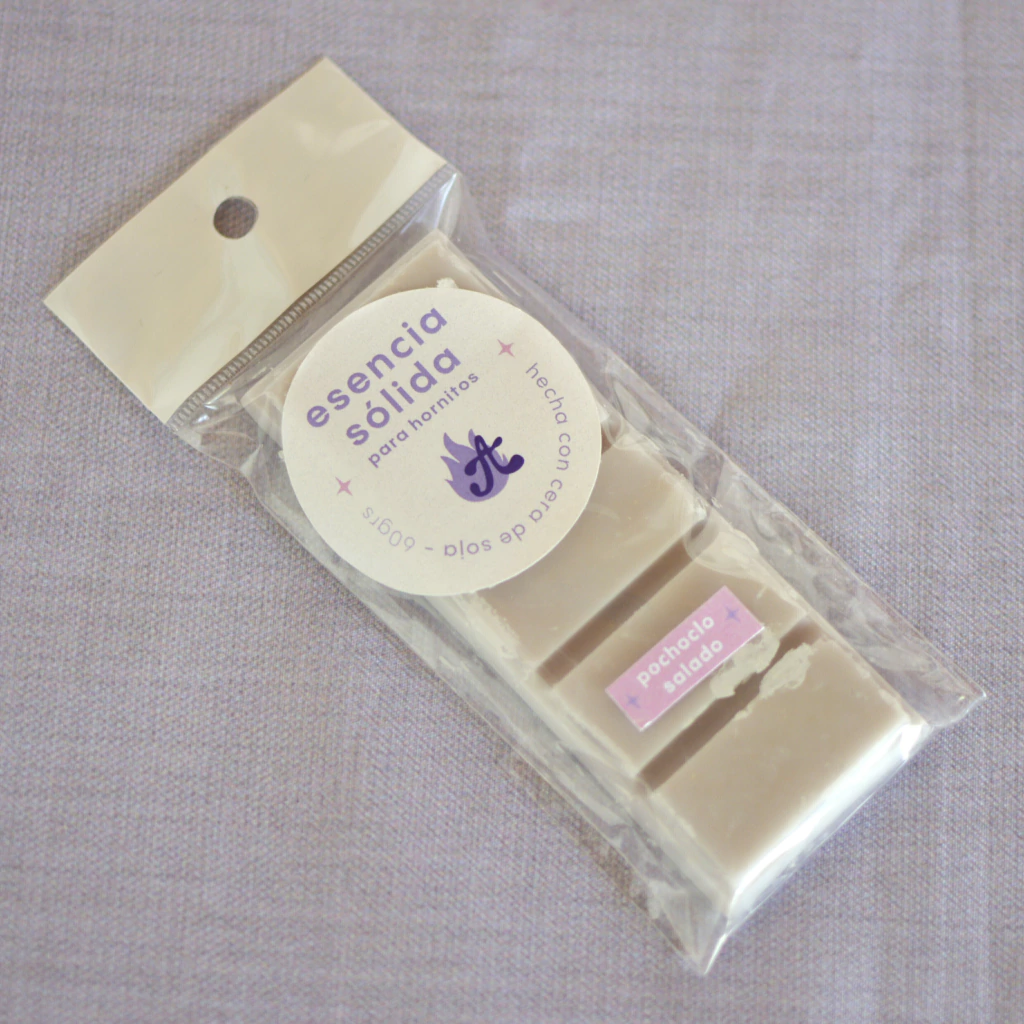 esencia
sólida
para hornitos
A
hecha con cera de soja - 60grs
pochoclo
salado